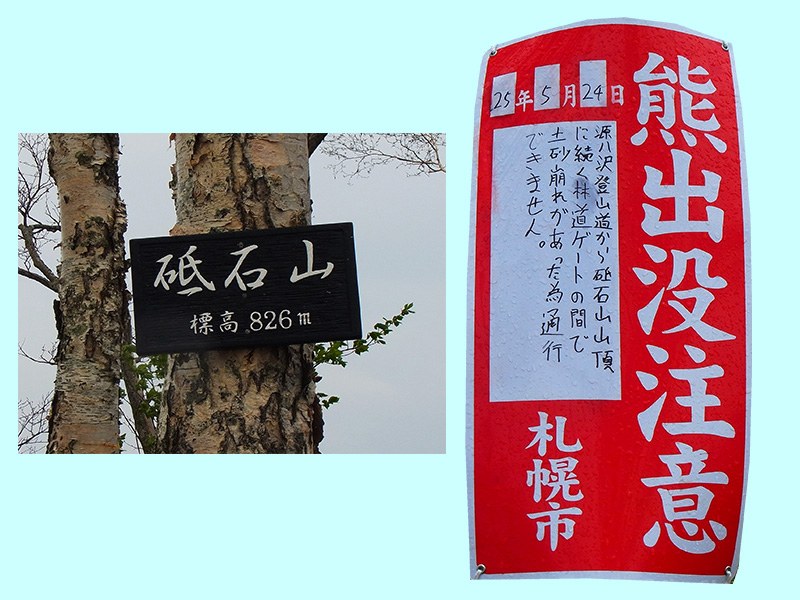 砥石山
標高 826m
熊出没注意
25年5月24日
源八沢登山道から砥石山山頂
に続く林道ゲートの間で
土砂崩れがあった為通行
できません。
札幌市